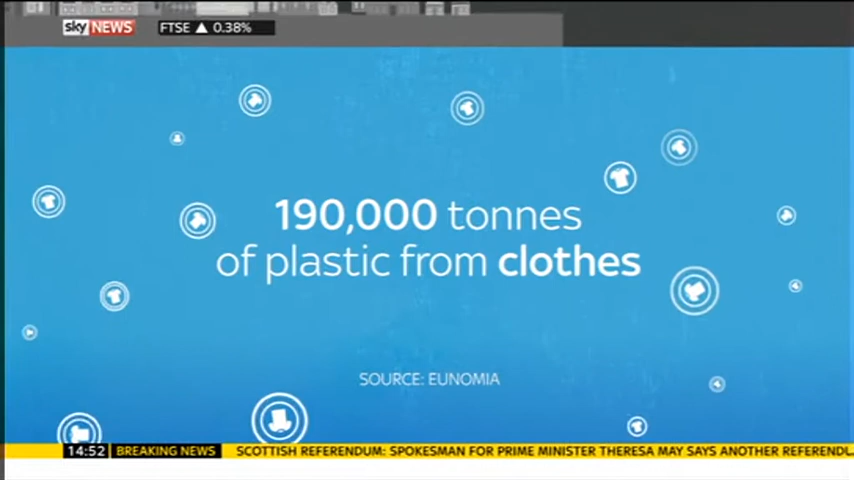 sky NEWS FTSE ▲ 0.38%
190,000 tonnes
of plastic from clothes
SOURCE: EUNOMIA
14:52 BREAKING NEWS SCOTTISH REFERENDUM: SPOKESMAN FOR PRIME MINISTER THERESA MAY SAYS ANOTHER REFERENDU